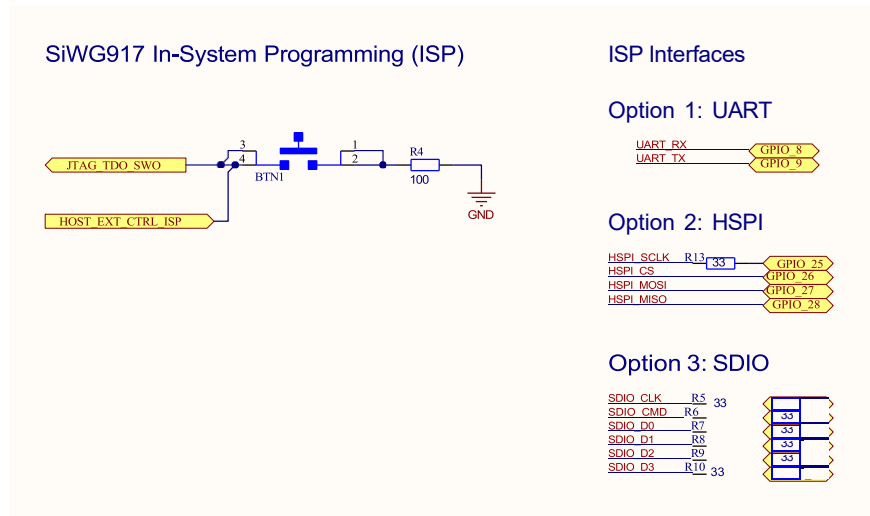 SiWG917 In-System Programming (ISP)
JTAG_TDO_SWO
3
4
BTN1
1
2
R4
100
GND
HOST_EXT_CTRL_ISP
ISP Interfaces
Option 1: UART
UART_RX GPIO_8
UART_TX GPIO_9
Option 2: HSPI
HSPI_SCLK R13 33 GPIO_25
HSPI_CS GPIO_26
HSPI_MOSI GPIO_27
HSPI_MISO GPIO_28
Option 3: SDIO
SDIO_CLK R5 33
SDIO_CMD R6 33
SDIO_D0 R7 33
SDIO_D1 R8 33
SDIO_D2 R9 33
SDIO_D3 R10 33